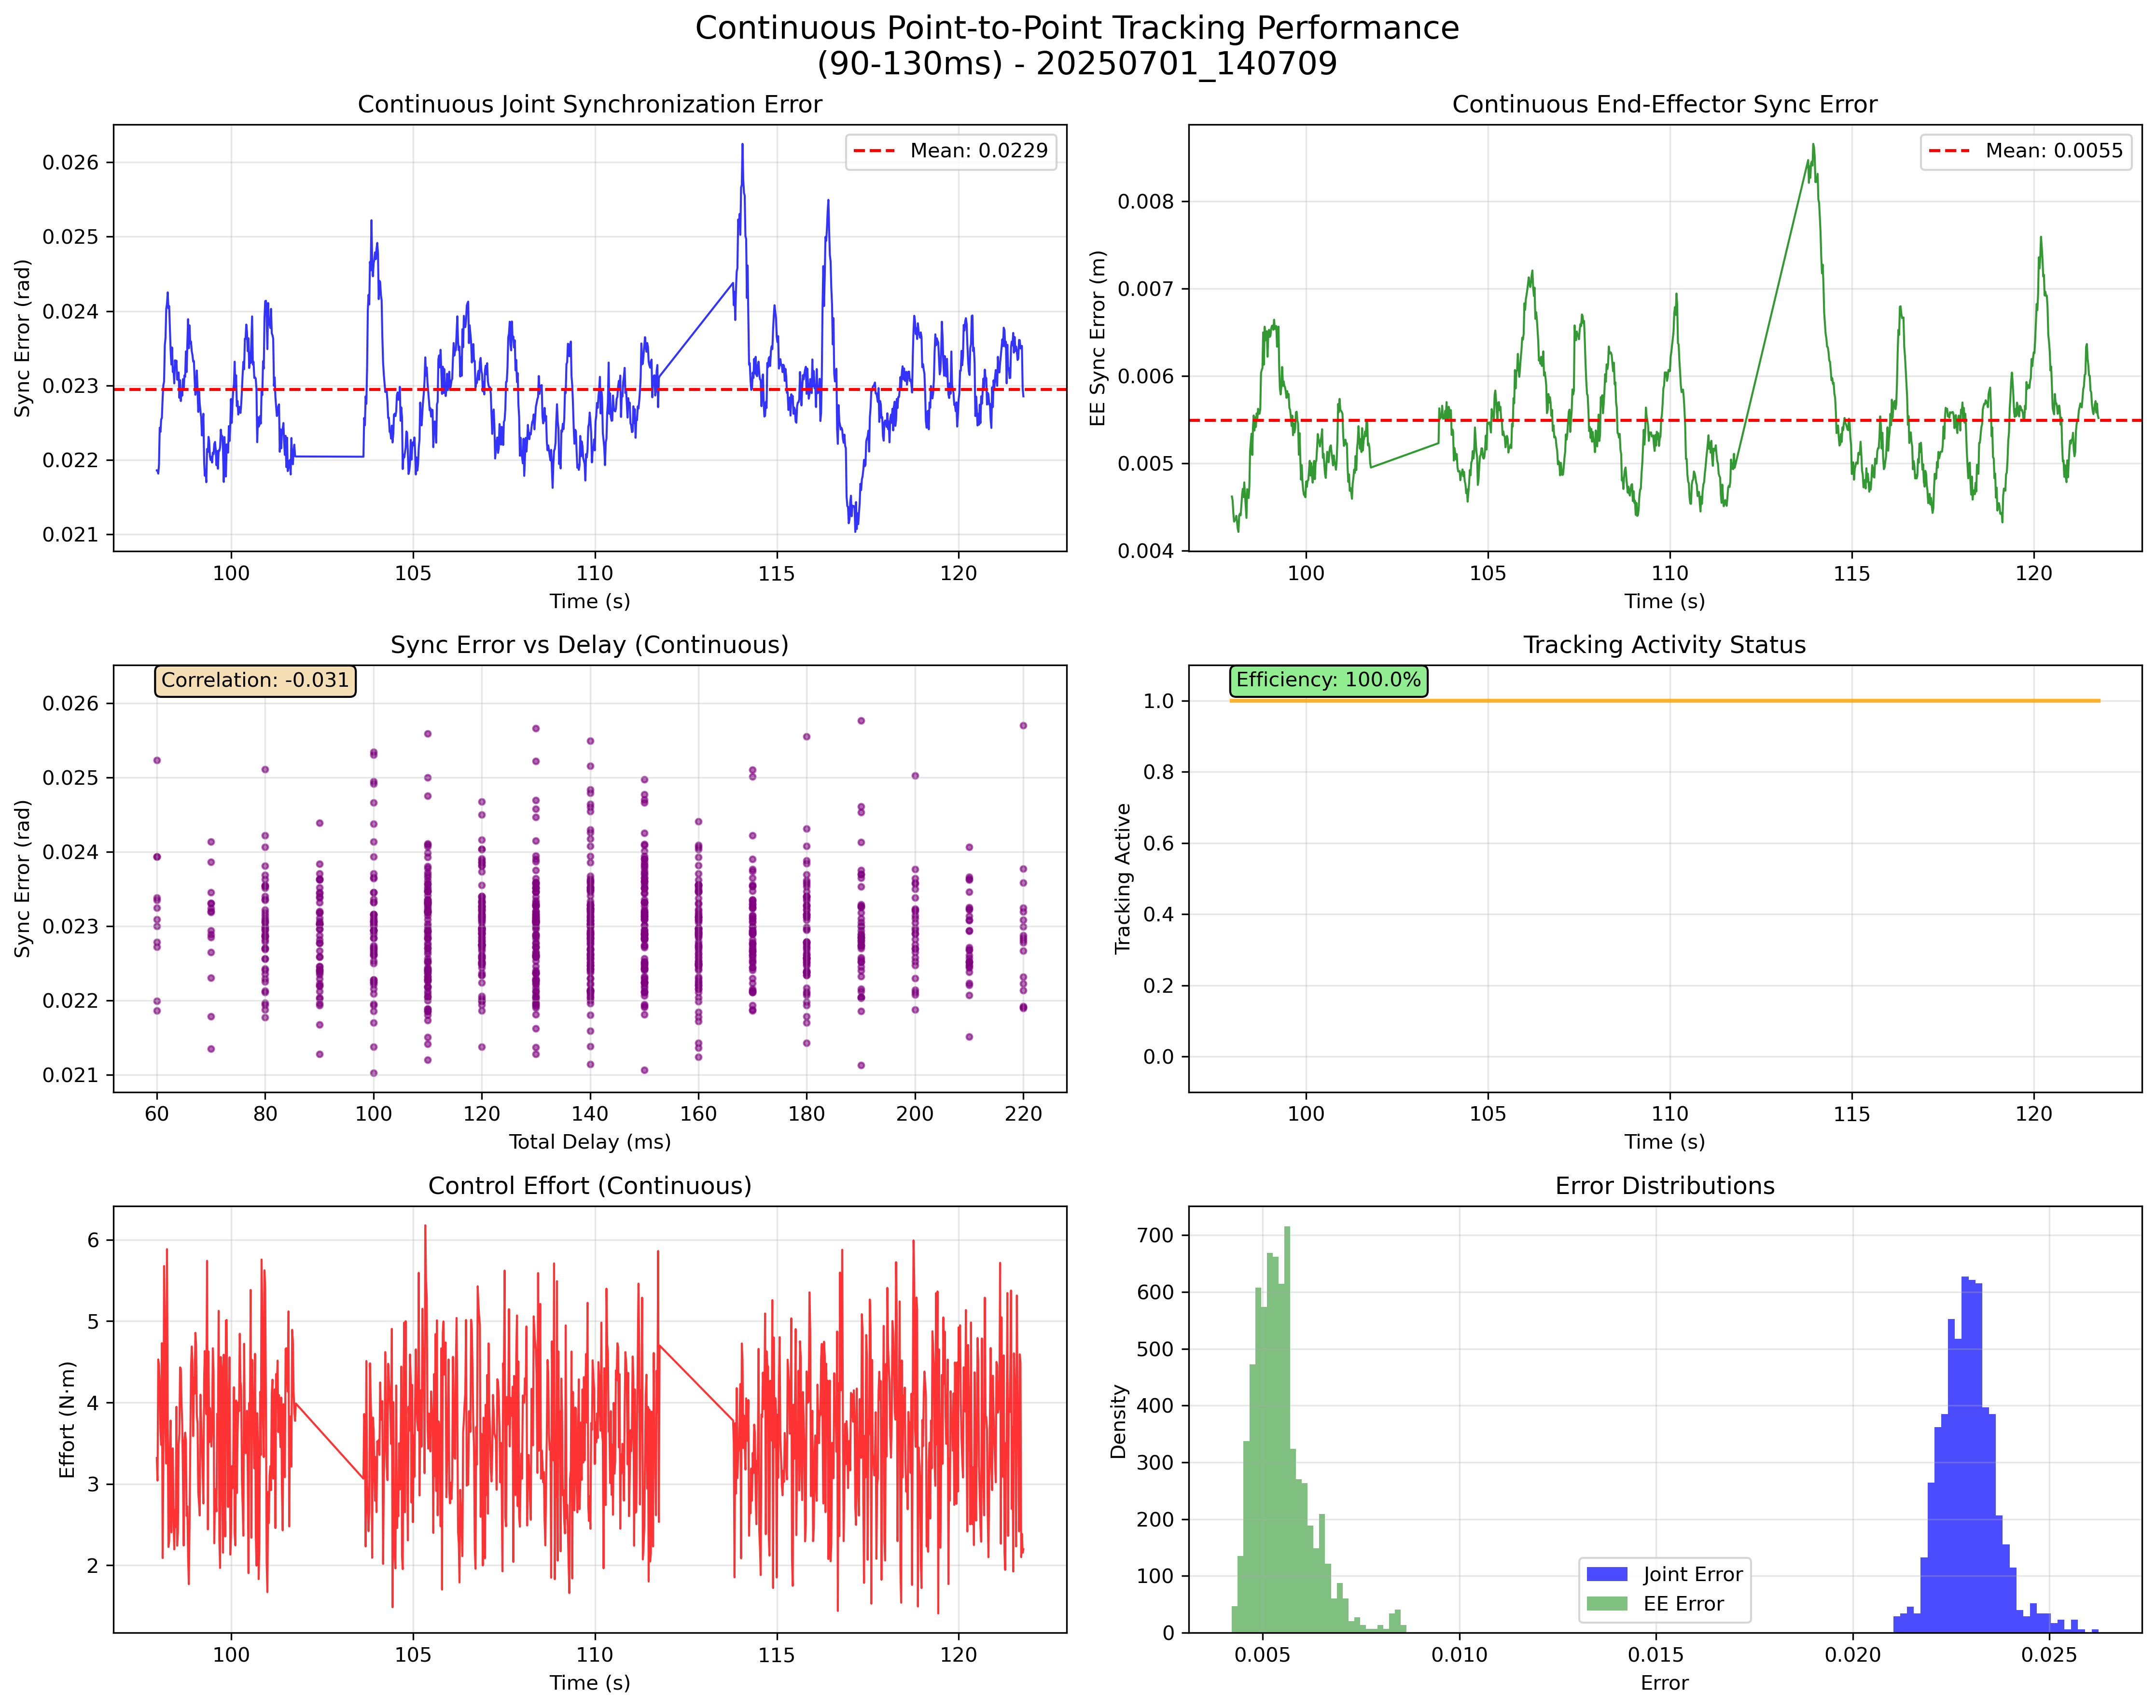 Continuous Point-to-Point Tracking Performance
(90-130ms) - 20250701_140709
Continuous Joint Synchronization Error
Sync Error (rad)
0.026
0.025
0.024
0.023
0.022
0.021
Mean: 0.0229
100 105 110 115 120
Time (s)
Continuous End-Effector Sync Error
EE Sync Error (m)
0.008
0.007
0.006
0.005
0.004
Mean: 0.0055
100 105 110 115 120
Time (s)
Sync Error vs Delay (Continuous)
Sync Error (rad)
Correlation: -0.031
0.026
0.025
0.024
0.023
0.022
0.021
60 80 100 120 140 160 180 200 220
Total Delay (ms)
Tracking Activity Status
Tracking Active
Efficiency: 100.0%
1.0
0.8
0.6
0.4
0.2
0.0
100 105 110 115 120
Time (s)
Control Effort (Continuous)
Effort (N·m)
6
5
4
3
2
100 105 110 115 120
Time (s)
Error Distributions
Density
700
600
500
400
300
200
100
0
Joint Error
EE Error
0.005 0.010 0.015 0.020 0.025
Error